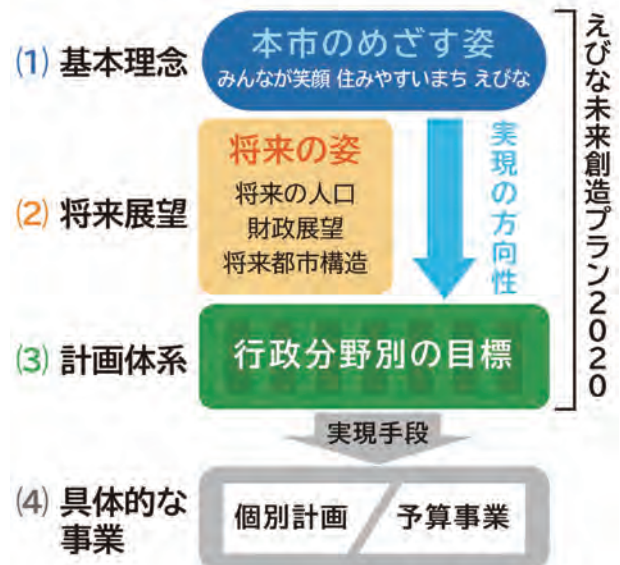 (1) 基本理念
本市のめざす姿
みんなが笑顔 住みやすいまち えびな
(2) 将来展望
将来の姿
将来の人口
財政展望
将来都市構造
実現の方向性
(3) 計画体系
行政分野別の目標
えびな未来創造プラン2020
実現手段
(4) 具体的な
事業
個別計画
予算事業